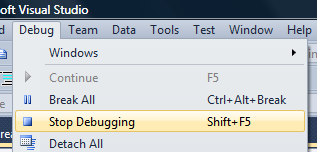 oft Visual Studio
Debug Team Data Tools Test Window Hel
Windows
Continue F5
Break All Ctrl+Alt+Break
Stop Debugging Shift+F5
Detach All